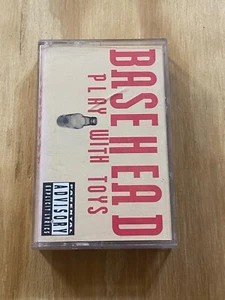 BASEHEAD
PLAY WITH TOYS
PARENTAL
ADVISORY
EXPLICIT LYRICS